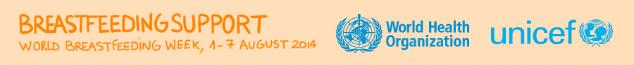 BREASTFEEDING SUPPORT
WORLD BREASTFEEDING WEEK, 1-7 AUGUST 2014
World Health
Organization
unicef